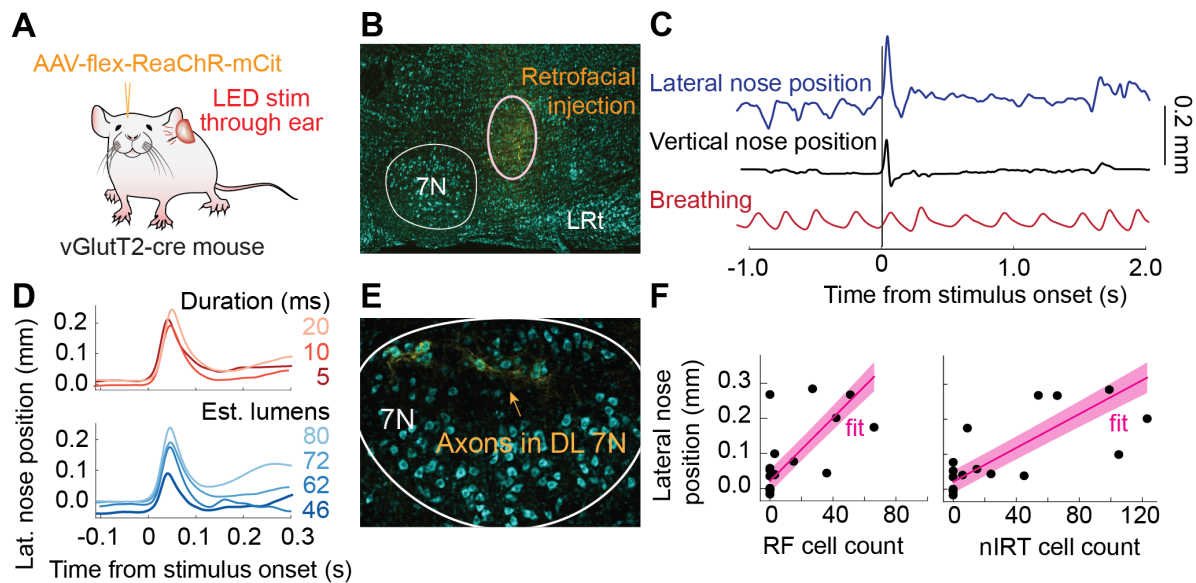 A
AAV-flex-ReaChR-mCit
LED stim
through ear
vGlutT2-cre mouse
B
Retrofacial
injection
7N
LRt
C
Lateral nose position
Vertical nose position
Breathing
0.2 mm
-1.0 0 1.0 2.0
Time from stimulus onset (s)
D
Duration (ms)
20
10
5
0.2
0.1
0.0
Est. lumens
80
72
62
46
0.2
0.1
0.0
Lat. nose position (mm)
-0.1 0 0.1 0.2 0.3
Time from stimulus onset (s)
E
7N
Axons in DL 7N
F
Lateral nose
position (mm)
0.3
0.2
0.1
0.0
fit
0 40 80
RF cell count
fit
0 40 80 120
nIRT cell count